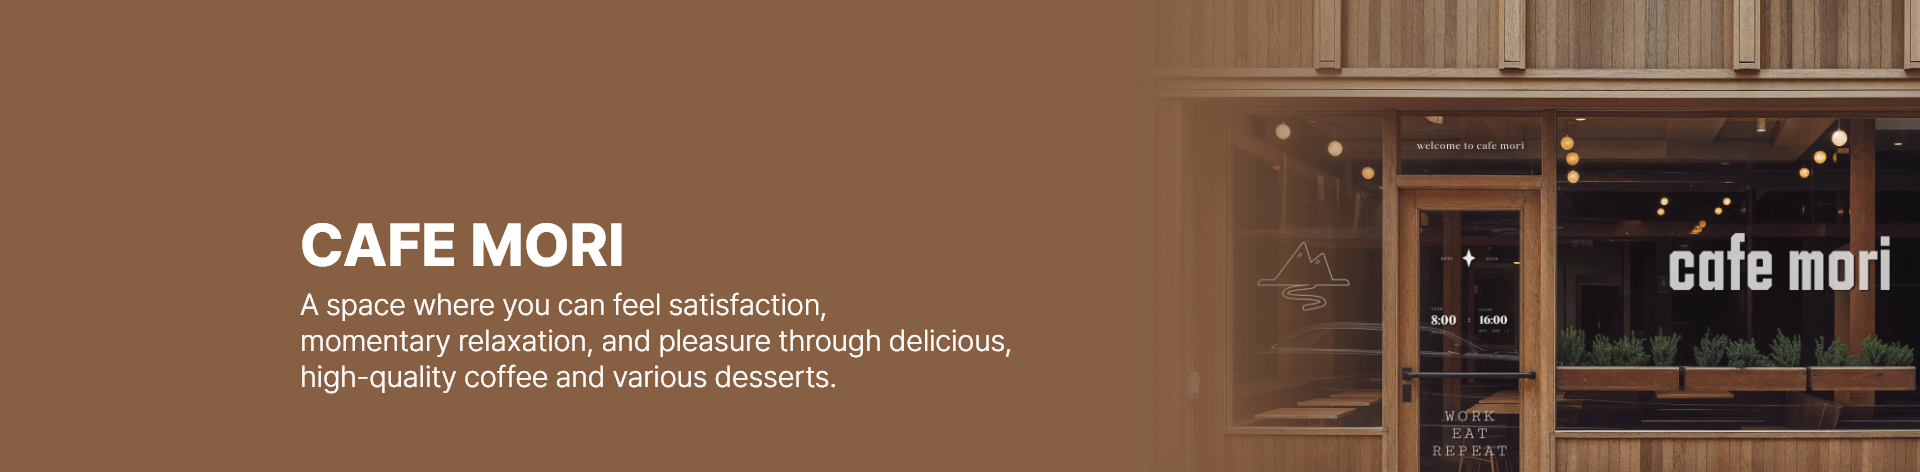 CAFE MORI
A space where you can feel satisfaction,
momentary relaxation, and pleasure through delicious,
high-quality coffee and various desserts.
welcome to cafe mori
8:00 : 16:00
WORK
EAT
REPEAT
cafe mori